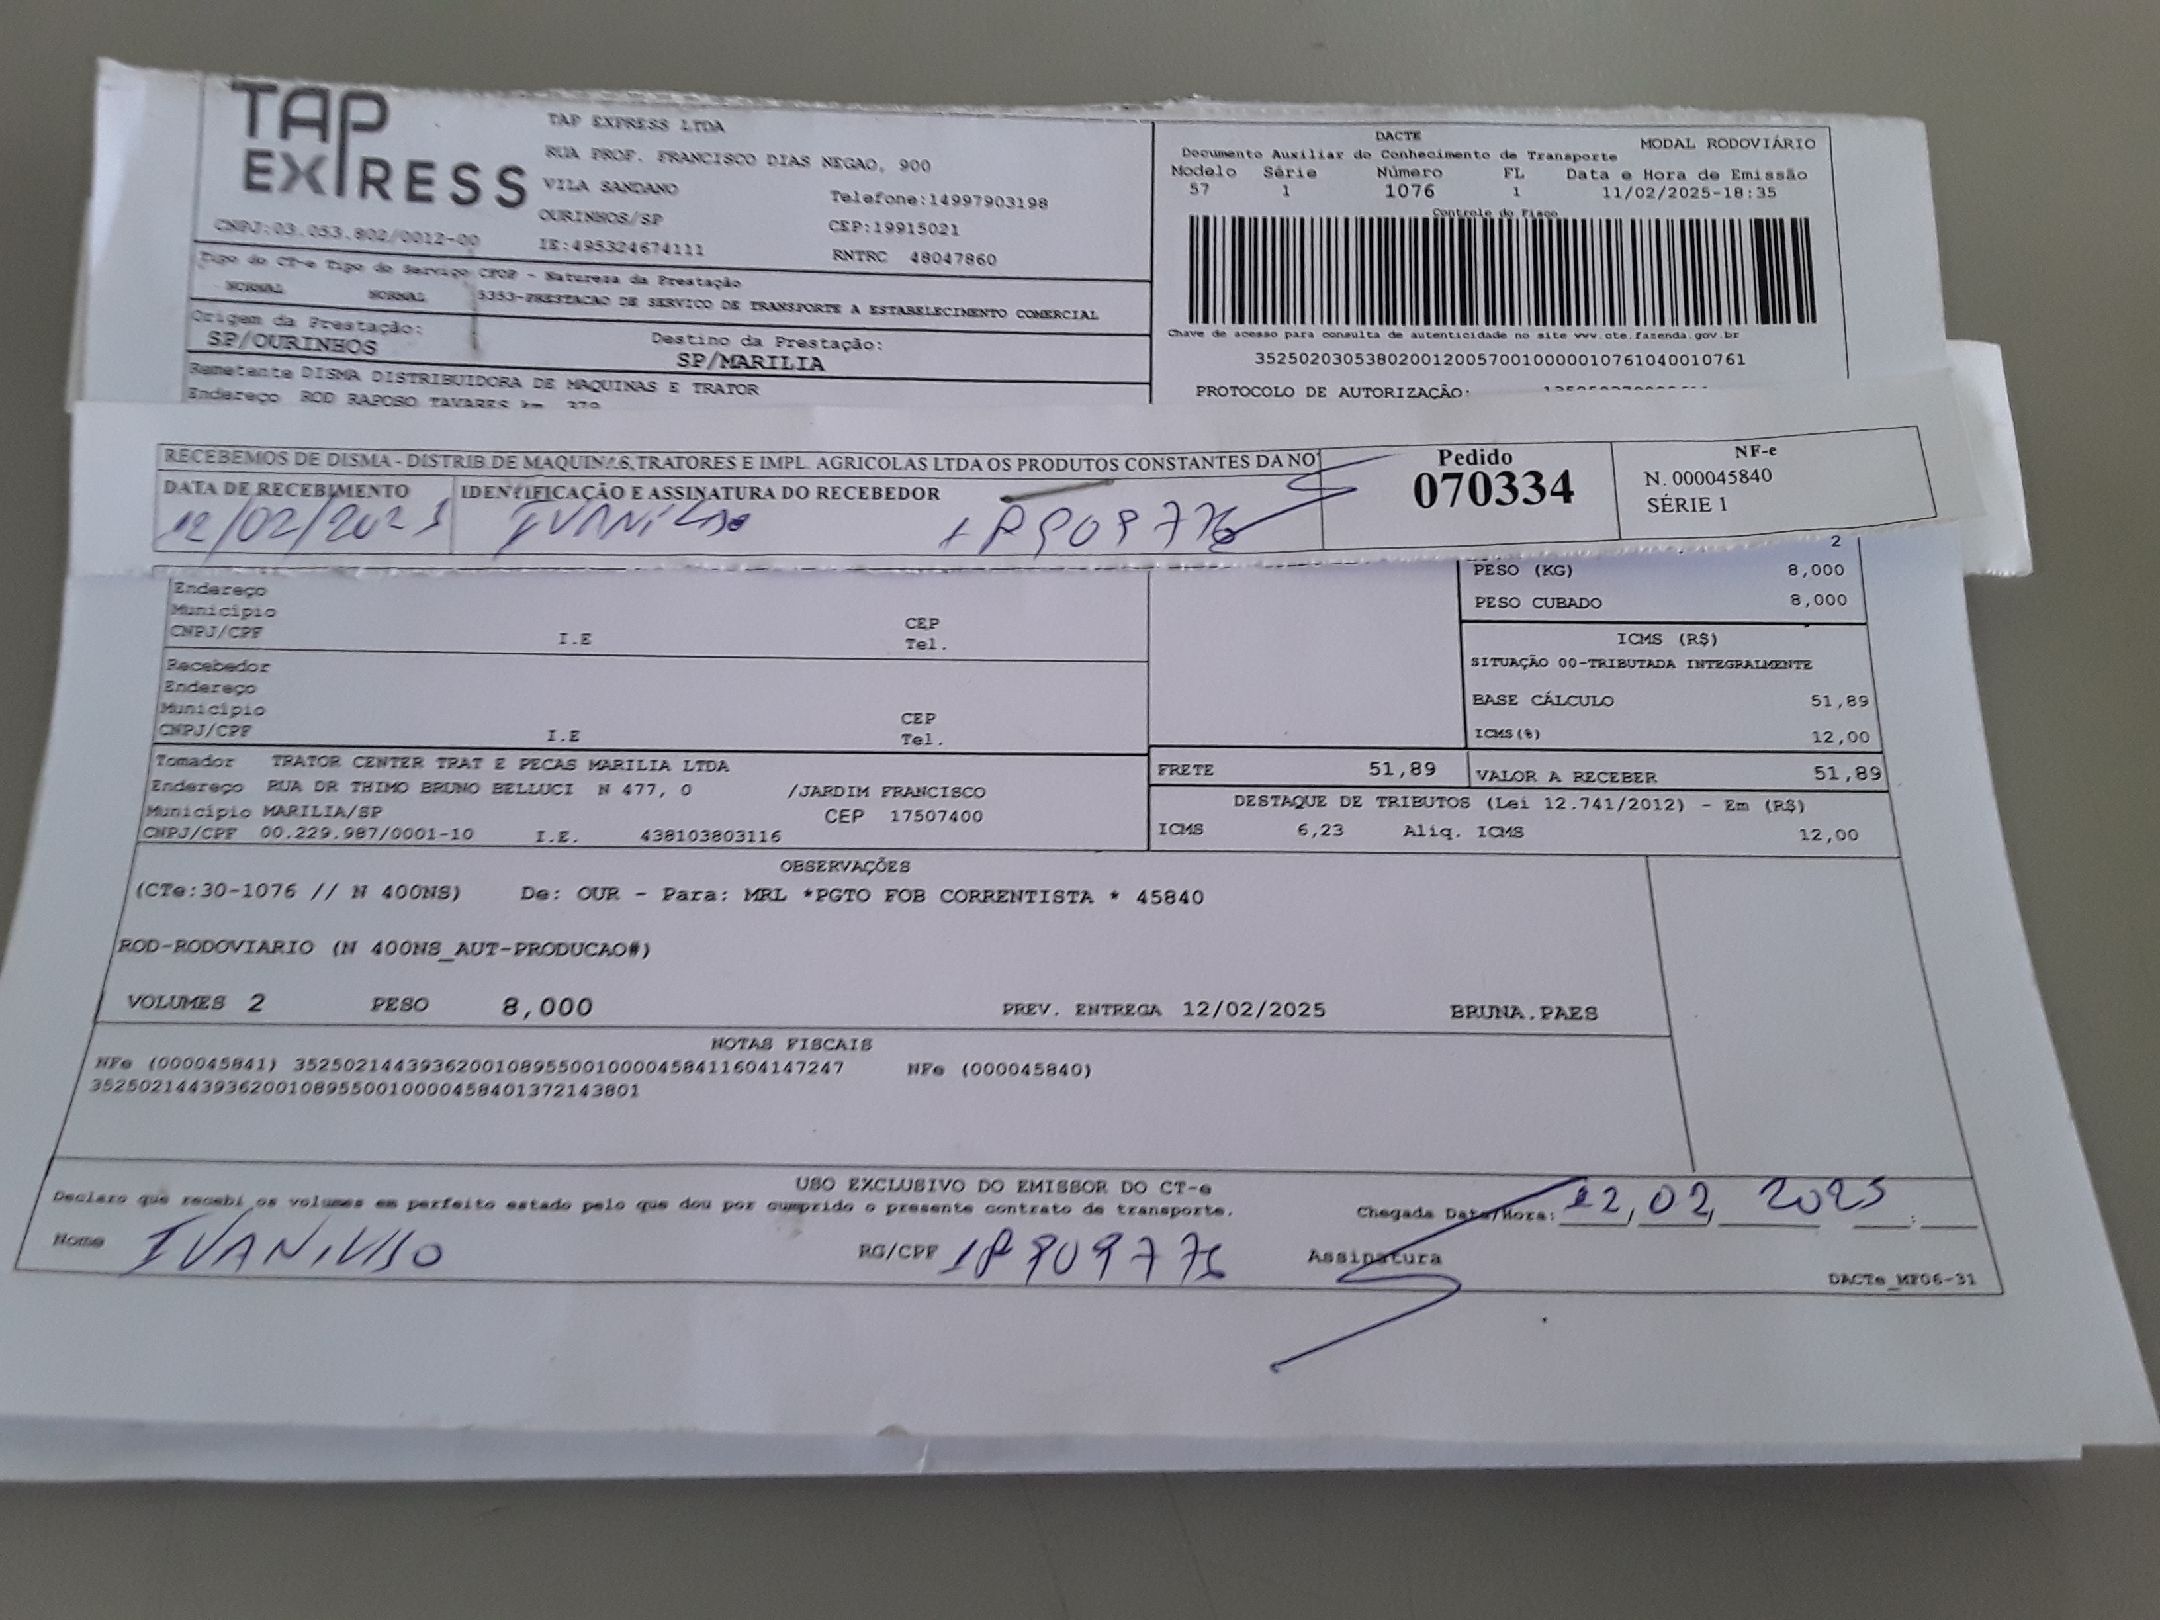 TAP EXPRESS
TAP EXPRESS LTDA
RUA PROF. FRANCISCO DIAS NEGAO, 900
VILA SANDANO Telefone:14997903198
OURINHOS/SP CEP:19915021
CNPJ:03.053.802/0012-00 IE:495324674111 RNTRC 48047860
DACTE MODAL RODOVIÁRIO
Documento Auxiliar do Conhecimento de Transporte
Modelo Série Número FL Data e Hora de Emissão
57 1 1076 1 11/02/2025-18:35
Controle do Fisco
Chave de acesso para consulta de autenticidade no site www.cte.fazenda.gov.br
35250203053802001200570010000010761040010761
PROTOCOLO DE AUTORIZAÇÃO:
Tipo do CT-e Tipo do Serviço CFOP - Natureza da Prestação
NORMAL NORMAL 5353-PRESTACAO DE SERVICO DE TRANSPORTE A ESTABELECIMENTO COMERCIAL
Origem da Prestação: Destino da Prestação:
SP/OURINHOS SP/MARILIA
Remetente DISMA DISTRIBUIDORA DE MAQUINAS E TRATOR
Endereço ROD RAPOSO TAVARES km
RECEBEMOS DE DISMA - DISTRIB DE MAQUINAS,TRATORES E IMPL. AGRICOLAS LTDA OS PRODUTOS CONSTANTES DA NO
DATA DE RECEBIMENTO IDENTIFICAÇÃO E ASSINATURA DO RECEBEDOR
12/02/2025 IVANILSO 18909776
Pedido
070334
NF-e
N. 000045840
SÉRIE 1
2
PESO (KG) 8,000
PESO CUBADO 8,000
Endereço
Município CEP
CNPJ/CPF I.E Tel.
Recebedor
Endereço
Município CEP
CNPJ/CPF I.E Tel.
ICMS (R$)
SITUAÇÃO 00-TRIBUTADA INTEGRALMENTE
BASE CÁLCULO 51,89
ICMS(%) 12,00
FRETE 51,89 VALOR A RECEBER 51,89
DESTAQUE DE TRIBUTOS (Lei 12.741/2012) - Em (R$)
ICMS 6,23 Aliq. ICMS 12,00
Tomador TRATOR CENTER TRAT E PECAS MARILIA LTDA
Endereço RUA DR THIMO BRUNO BELLUCI N 477, 0 /JARDIM FRANCISCO
Município MARILIA/SP CEP 17507400
CNPJ/CPF 00.229.987/0001-10 I.E. 438103803116
OBSERVAÇÕES
(CTe:30-1076 // N 400NS) De: OUR - Para: MRL *PGTO FOB CORRENTISTA * 45840
ROD-RODOVIARIO (N 400NS_AUT-PRODUCAO#)
VOLUMES 2 PESO 8,000 PREV. ENTREGA 12/02/2025 BRUNA.PAES
NOTAS FISCAIS
NFe (000045841) 35250214439362001089550010000458411604147247 NFe (000045840)
35250214439362001089550010000458401372143801
USO EXCLUSIVO DO EMISSOR DO CT-e
Declaro que recebi os volumes em perfeito estado pelo que dou por cumprido o presente contrato de transporte.
Chegada Data/Hora: 12,02, 2025 :
Nome IVANILSO RG/CPF 18909776 Assinatura
DACTe_MF06-31